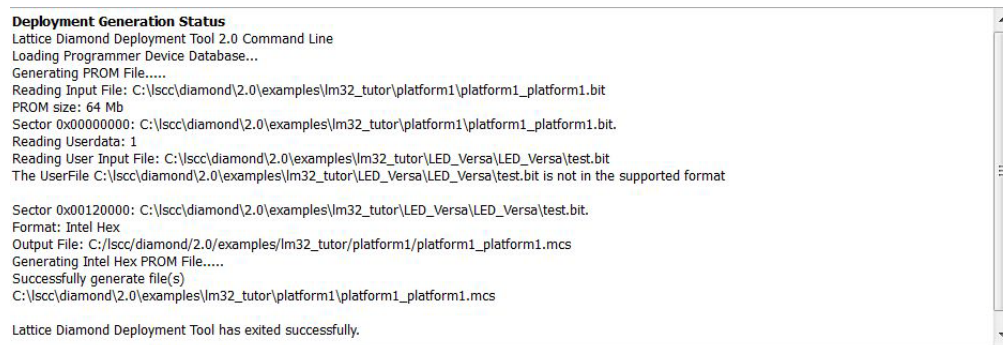 Deployment Generation Status
Lattice Diamond Deployment Tool 2.0 Command Line
Loading Programmer Device Database...
Generating PROM File.....
Reading Input File: C:\lscc\diamond\2.0\examples\lm32_tutor\platform1\platform1_platform1.bit
PROM size: 64 Mb
Sector 0x00000000: C:\lscc\diamond\2.0\examples\lm32_tutor\platform1\platform1_platform1.bit.
Reading Userdata: 1
Reading User Input File: C:\lscc\diamond\2.0\examples\lm32_tutor\LED_Versa\LED_Versa\test.bit
The UserFile C:\lscc\diamond\2.0\examples\lm32_tutor\LED_Versa\LED_Versa\test.bit is not in the supported format
Sector 0x00120000: C:\lscc\diamond\2.0\examples\lm32_tutor\LED_Versa\LED_Versa\test.bit.
Format: Intel Hex
Output File: C:/lscc/diamond/2.0/examples/lm32_tutor/platform1/platform1_platform1.mcs
Generating Intel Hex PROM File.....
Successfully generate file(s)
C:\lscc\diamond\2.0\examples\lm32_tutor\platform1\platform1_platform1.mcs
Lattice Diamond Deployment Tool has exited successfully.